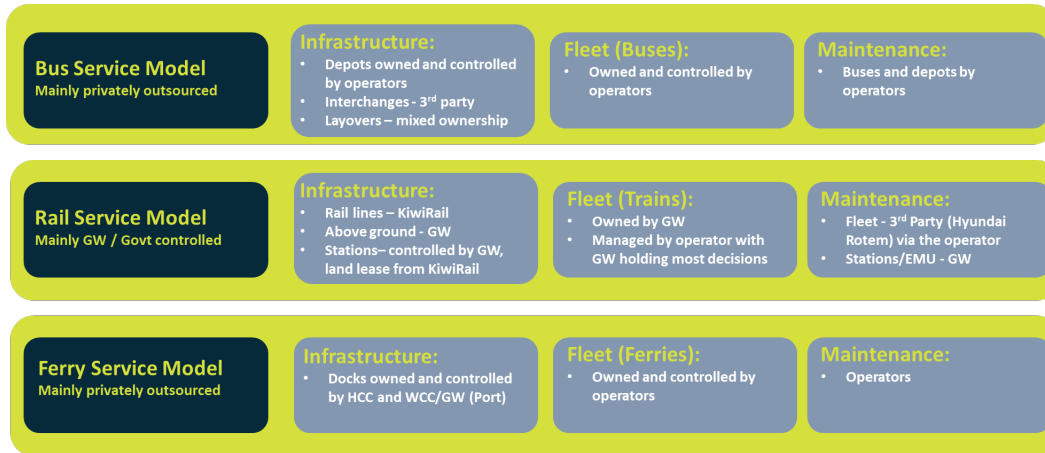 Bus Service Model
Mainly privately outsourced
Infrastructure:
• Depots owned and controlled
by operators
• Interchanges - 3rd party
• Layovers – mixed ownership
Fleet (Buses):
• Owned and controlled by
operators
Maintenance:
• Buses and depots by
operators
Rail Service Model
Mainly GW / Govt controlled
Infrastructure:
• Rail lines – KiwiRail
• Above ground - GW
• Stations– controlled by GW,
land lease from KiwiRail
Fleet (Trains):
• Owned by GW
• Managed by operator with
GW holding most decisions
Maintenance:
• Fleet - 3rd Party (Hyundai
Rotem) via the operator
• Stations/EMU - GW
Ferry Service Model
Mainly privately outsourced
Infrastructure:
• Docks owned and controlled
by HCC and WCC/GW (Port)
Fleet (Ferries):
• Owned and controlled by
operators
Maintenance:
• Operators